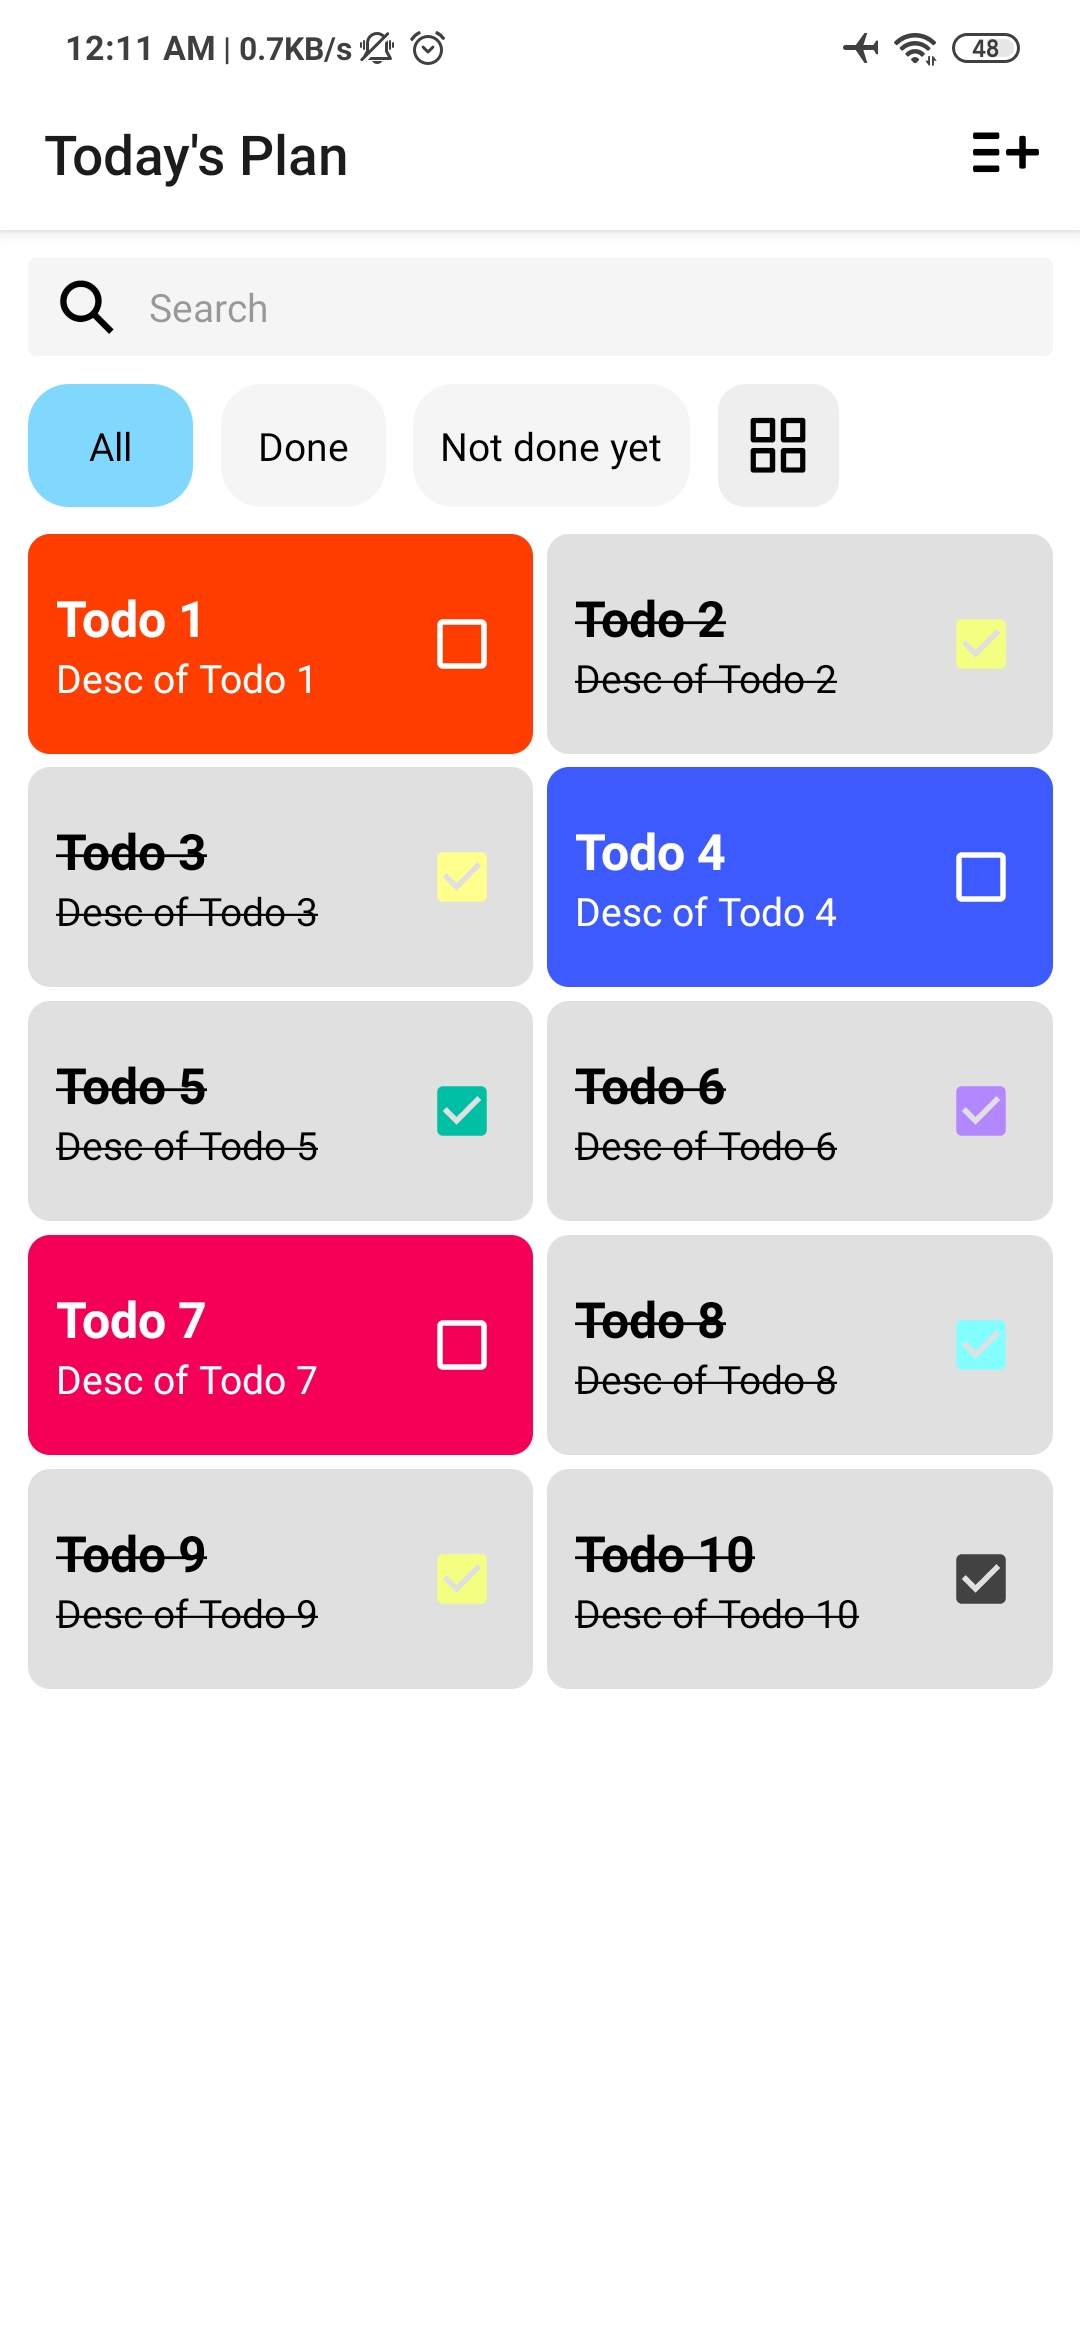 12:11 AM | 0.7KB/s 48
Today's Plan
Search
All Done Not done yet
Todo 1
Desc of Todo 1
Todo 2
Desc of Todo 2
Todo 3
Desc of Todo 3
Todo 4
Desc of Todo 4
Todo 5
Desc of Todo 5
Todo 6
Desc of Todo 6
Todo 7
Desc of Todo 7
Todo 8
Desc of Todo 8
Todo 9
Desc of Todo 9
Todo 10
Desc of Todo 10